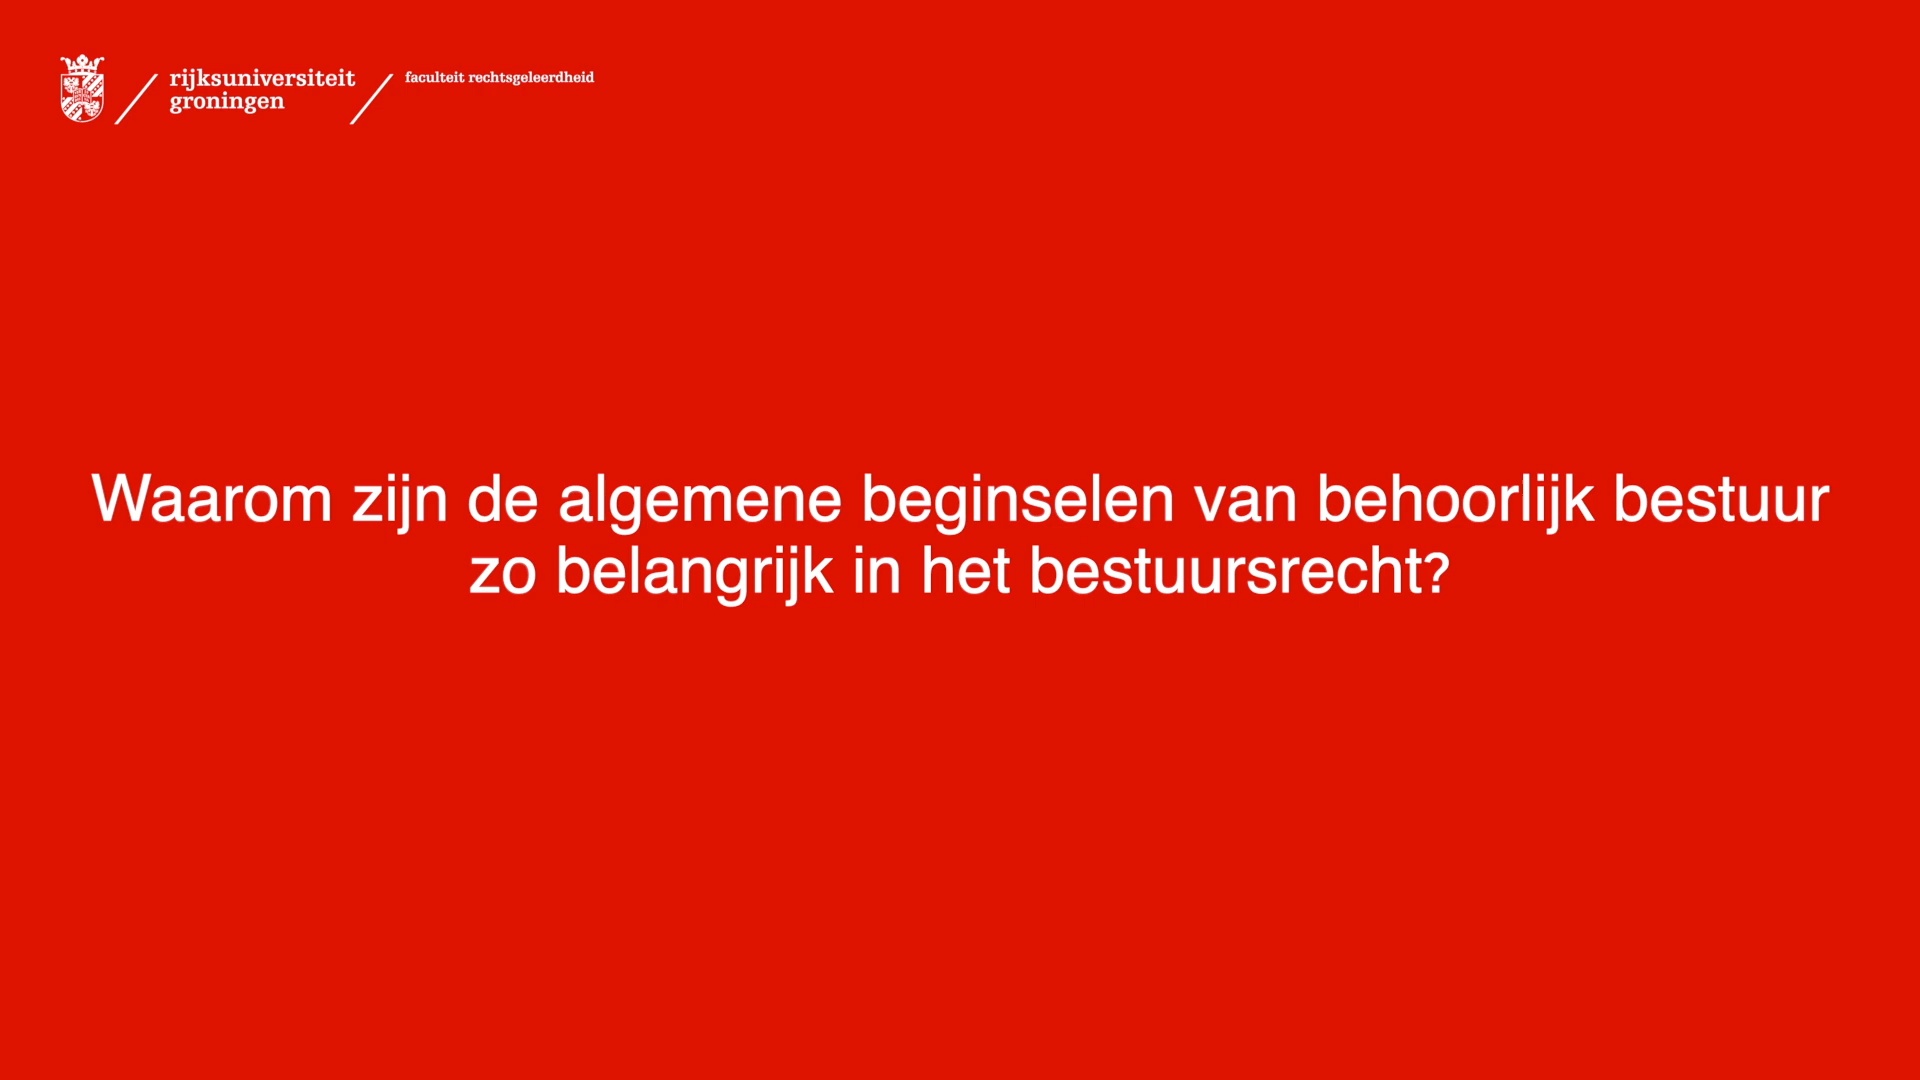 rijksuniversiteit
groningen
faculteit rechtsgeleerdheid
Waarom zijn de algemene beginselen van behoorlijk bestuur
zo belangrijk in het bestuursrecht?